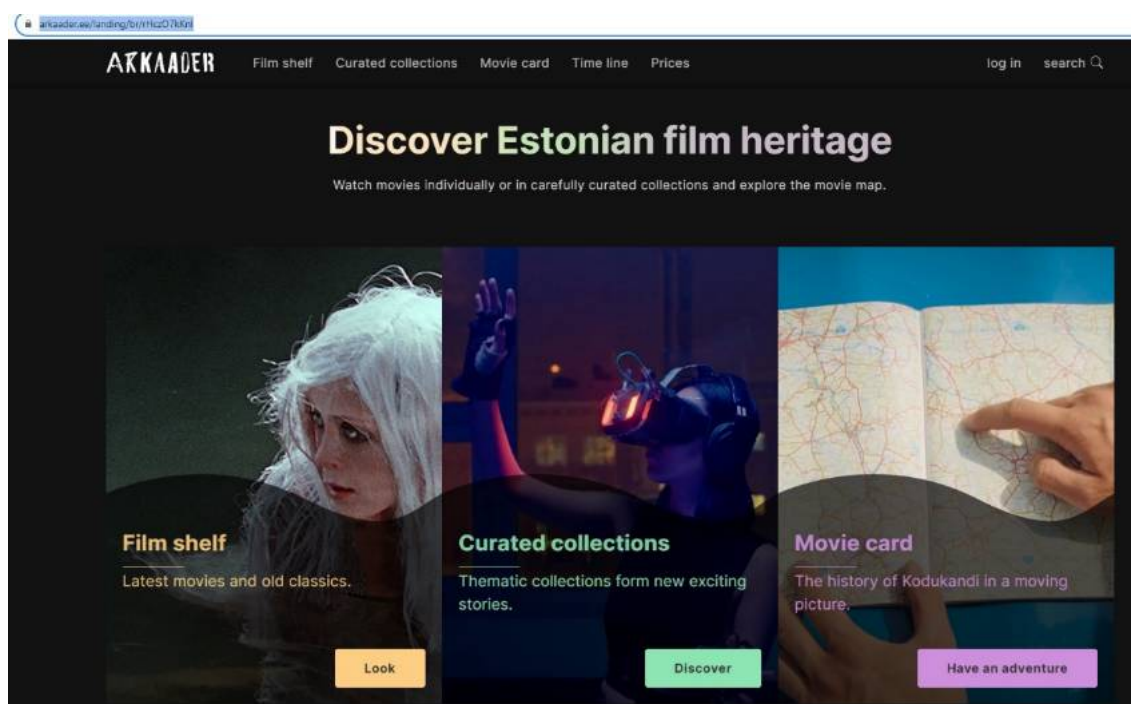 ARKAADER Film shelf Curated collections Movie card Time line Prices log in search
Discover Estonian film heritage
Watch movies individually or in carefully curated collections and explore the movie map.
Film shelf
Latest movies and old classics.
Look
Curated collections
Thematic collections form new exciting
stories.
Discover
Movie card
The history of Kodukandi in a moving
picture.
Have an adventure